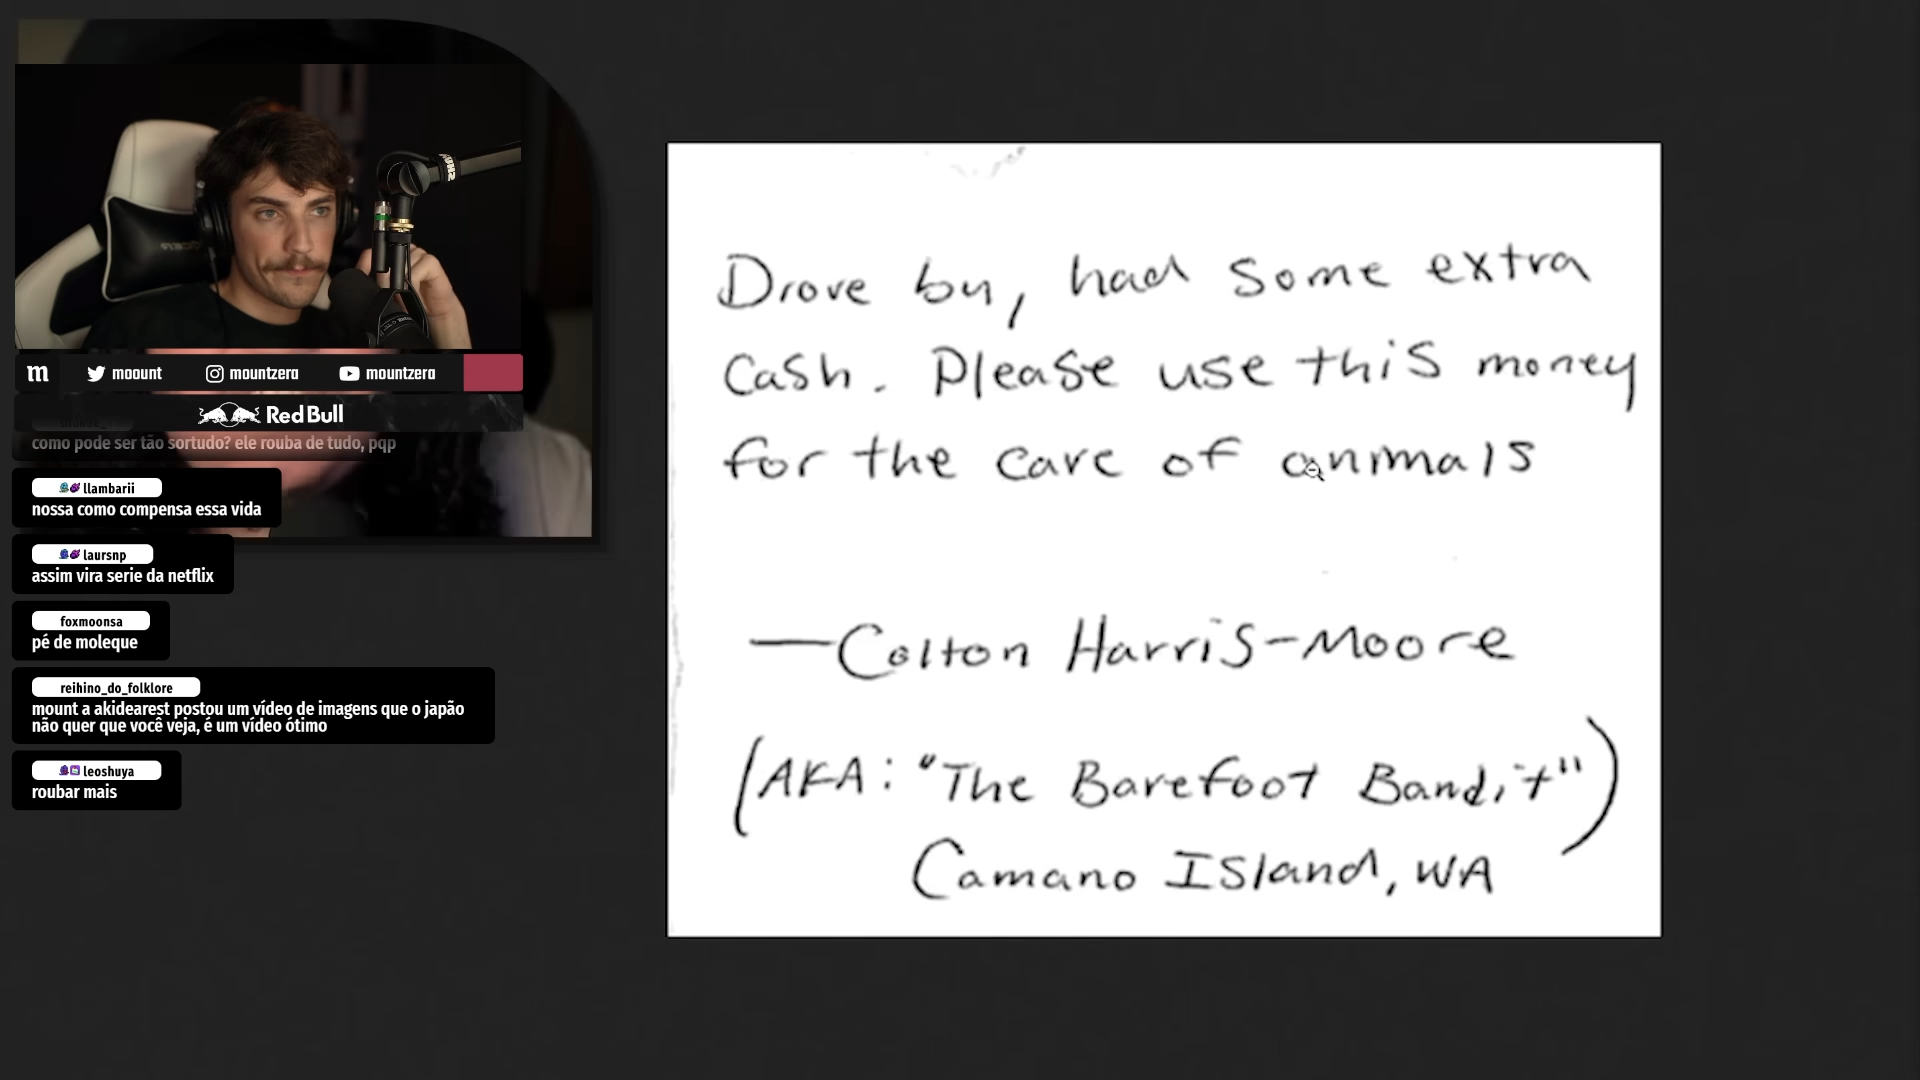 m
moount
mountzera
mountzera
Red Bull
como pode ser tão sortudo? ele rouba de tudo, pqp
llambarii
nossa como compensa essa vida
laursnp
assim vira serie da netflix
foxmoonsa
pé de moleque
reihino_do_folklore
mount a akidearest postou um vídeo de imagens que o japão
não quer que você veja, é um vídeo ótimo
leoshuya
roubar mais
Drove by, had some extra
cash. Please use this money
for the care of animals
—Colton Harris-Moore
(AKA: "The Barefoot Bandit")
Camano Island, WA